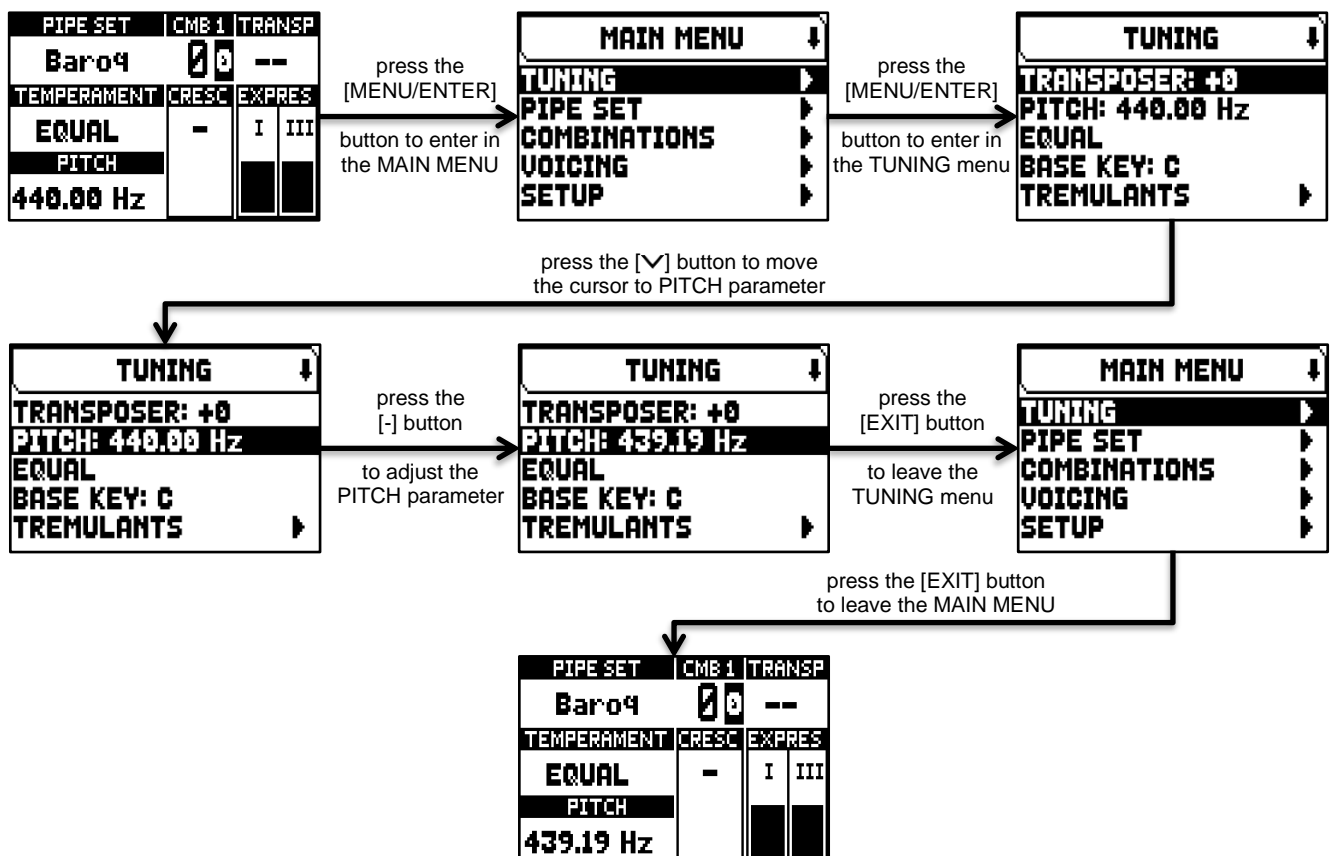 PIPE SET CMB 1 TRANSP
Baroq 00 --
TEMPERAMENT CRESC EXPRES
EQUAL - I III
PITCH
440.00 Hz
press the
[MENU/ENTER]
button to enter in
the MAIN MENU
MAIN MENU
TUNING
PIPE SET
COMBINATIONS
VOICING
SETUP
press the
[MENU/ENTER]
button to enter in
the TUNING menu
TUNING
TRANSPOSER: +0
PITCH: 440.00 Hz
EQUAL
BASE KEY: C
TREMULANTS
press the [∨] button to move
the cursor to PITCH parameter
TUNING
TRANSPOSER: +0
PITCH: 440.00 Hz
EQUAL
BASE KEY: C
TREMULANTS
press the
[-] button
to adjust the
PITCH parameter
TUNING
TRANSPOSER: +0
PITCH: 439.19 Hz
EQUAL
BASE KEY: C
TREMULANTS
press the
[EXIT] button
to leave the
TUNING menu
MAIN MENU
TUNING
PIPE SET
COMBINATIONS
VOICING
SETUP
press the [EXIT] button
to leave the MAIN MENU
PIPE SET CMB 1 TRANSP
Baroq 00 --
TEMPERAMENT CRESC EXPRES
EQUAL - I III
PITCH
439.19 Hz